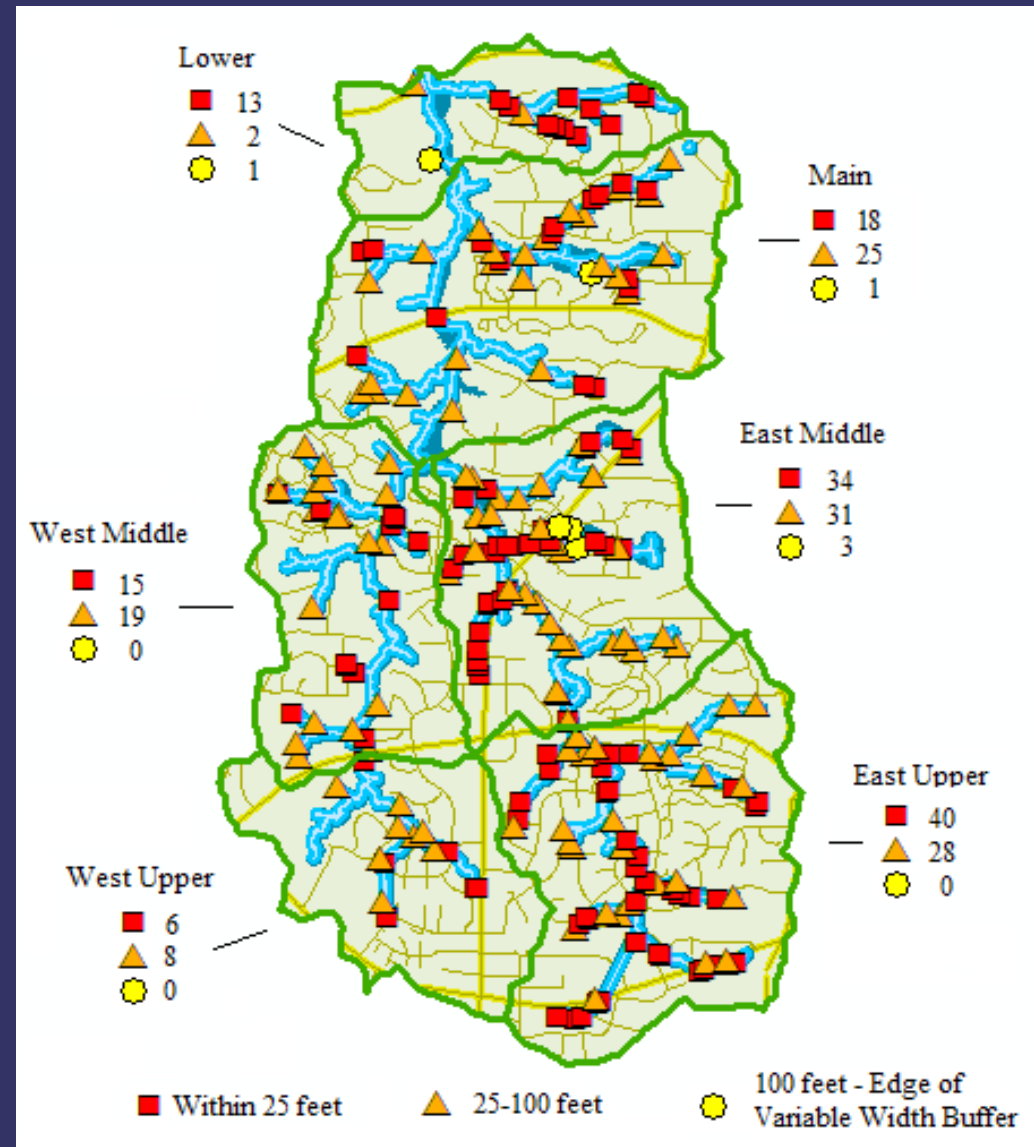 Lower
13
2
1
Main
18
25
1
East Middle
34
31
3
West Middle
15
19
0
East Upper
40
28
0
West Upper
6
8
0
Within 25 feet
25-100 feet
100 feet - Edge of
Variable Width Buffer